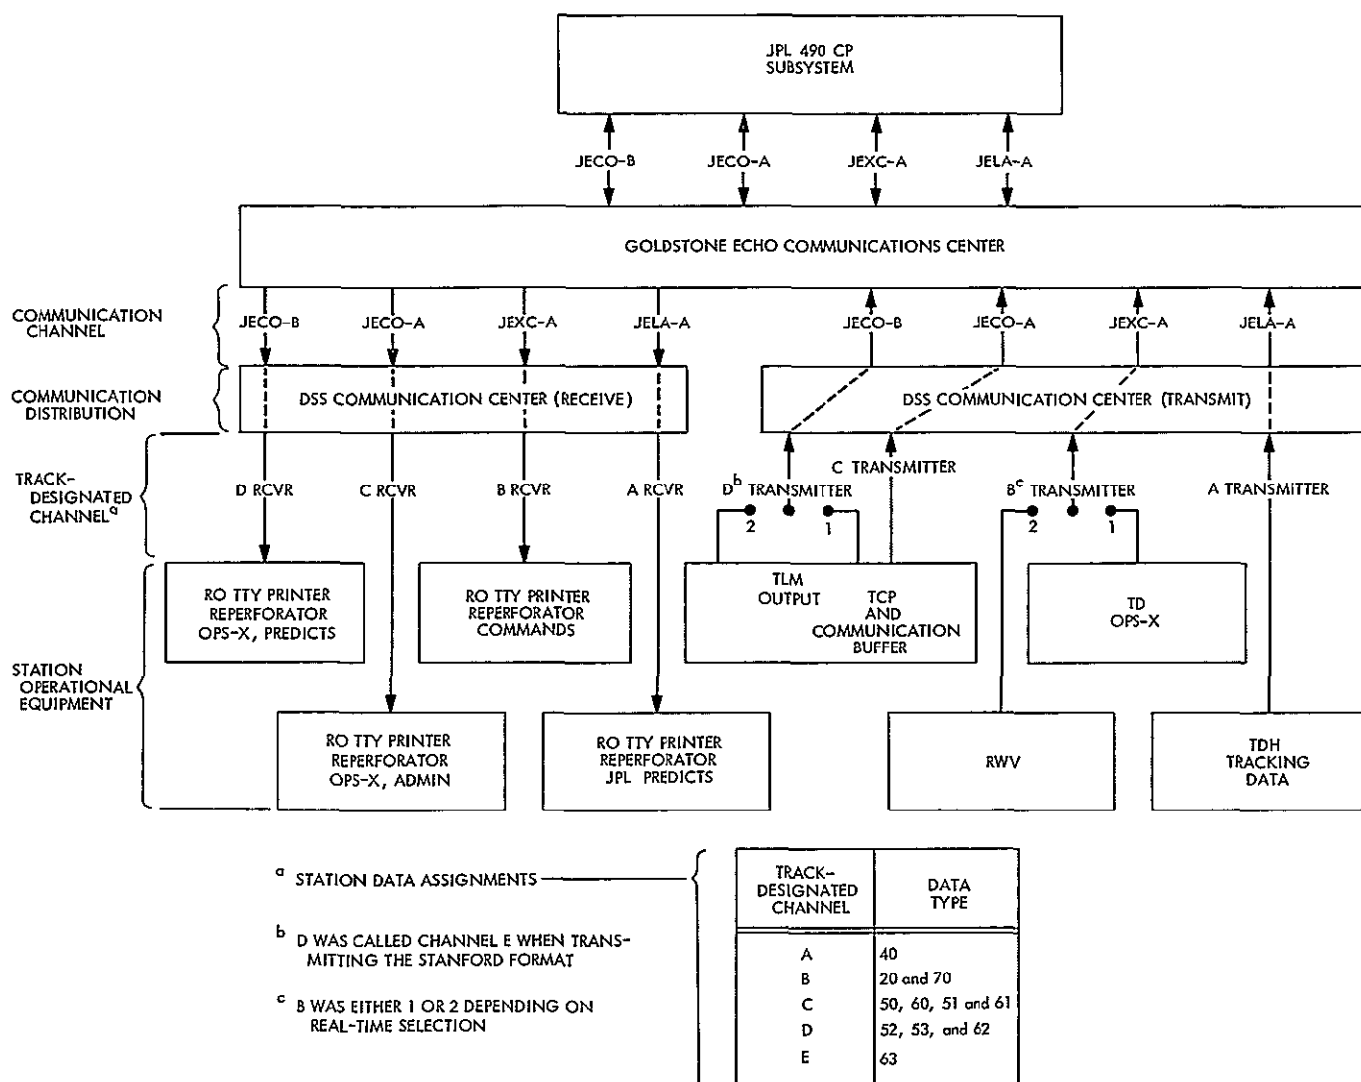 JPL 490 CP
SUBSYSTEM
JECO-B
JECO-A
JEXC-A
JELA-A
GOLDSTONE ECHO COMMUNICATIONS CENTER
COMMUNICATION
CHANNEL
JECO-B
JECO-A
JEXC-A
JELA-A
JECO-B
JECO-A
JEXC-A
JELA-A
COMMUNICATION
DISTRIBUTION
DSS COMMUNICATION CENTER (RECEIVE)
DSS COMMUNICATION CENTER (TRANSMIT)
TRACK-
DESIGNATED
CHANNELa
D RCVR
C RCVR
B RCVR
A RCVR
C TRANSMITTER
Db TRANSMITTER
2
1
Bc TRANSMITTER
2
1
A TRANSMITTER
STATION
OPERATIONAL
EQUIPMENT
RO TTY PRINTER
REPERFORATOR
OPS-X, PREDICTS
RO TTY PRINTER
REPERFORATOR
COMMANDS
TLM
OUTPUT
TCP
AND
COMMUNICATION
BUFFER
TD
OPS-X
RO TTY PRINTER
REPERFORATOR
OPS-X, ADMIN
RO TTY PRINTER
REPERFORATOR
JPL PREDICTS
RWV
TDH
TRACKING
DATA
a STATION DATA ASSIGNMENTS
b D WAS CALLED CHANNEL E WHEN TRANS-
MITTING THE STANFORD FORMAT
c B WAS EITHER 1 OR 2 DEPENDING ON
REAL-TIME SELECTION
TRACK-
DESIGNATED
CHANNEL
DATA
TYPE
A 40
B 20 and 70
C 50, 60, 51 and 61
D 52, 53, and 62
E 63